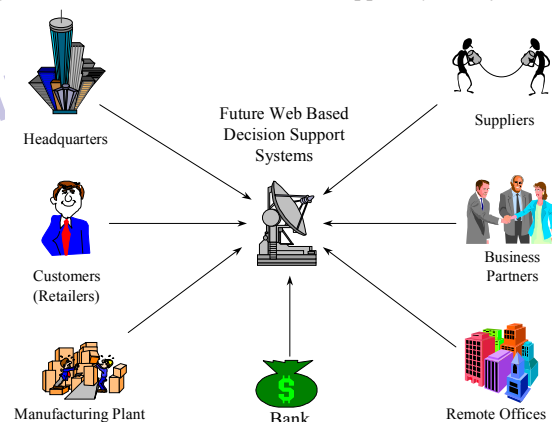 Future Web Based
Decision Support
Systems
Headquarters
Suppliers
Customers
(Retailers)
Business
Partners
Manufacturing Plant
$
Bank
Remote Offices